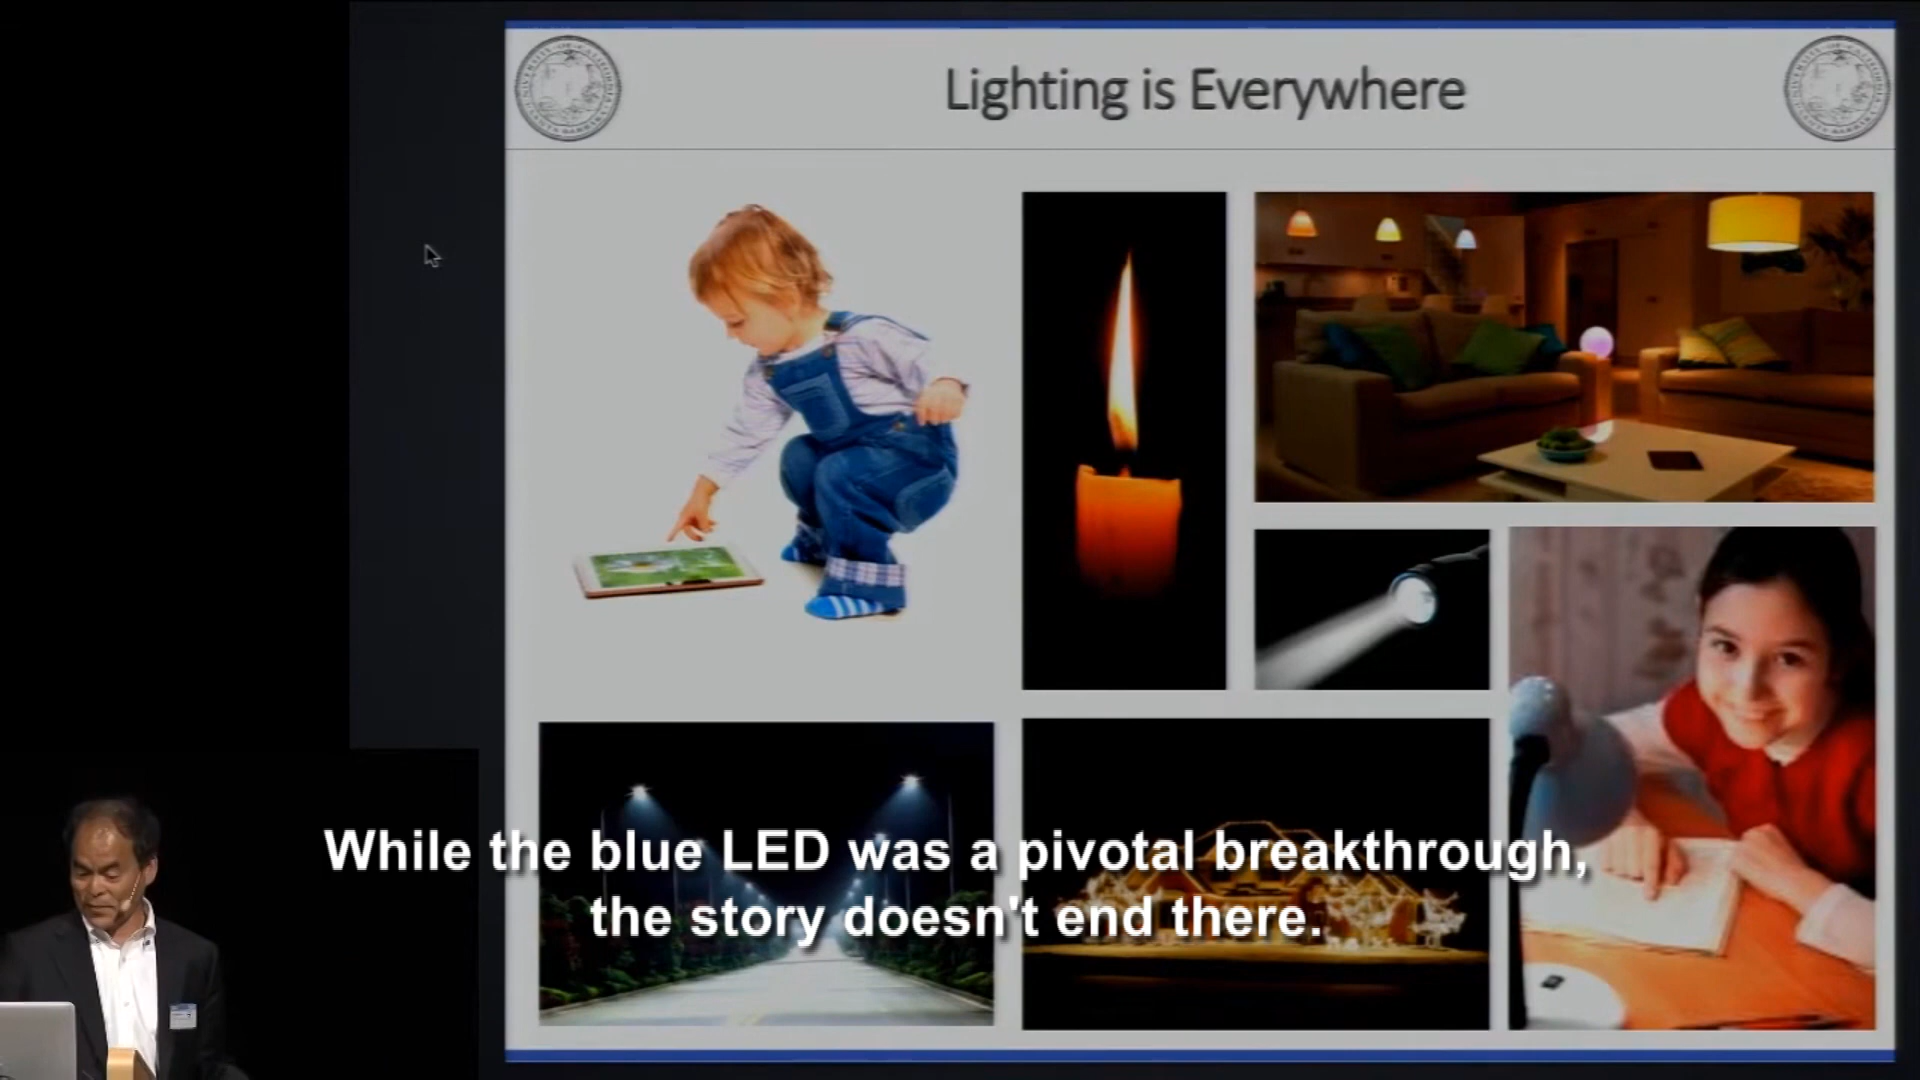 Lighting is Everywhere
While the blue LED was a pivotal breakthrough,
the story doesn't end there.